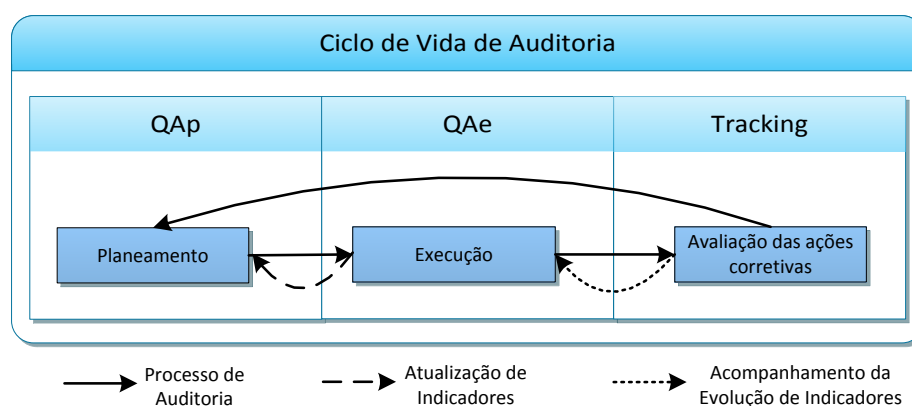 Ciclo de Vida de Auditoria
QAp
QAe
Tracking
Planeamento
Execução
Avaliação das ações
corretivas
Processo de
Auditoria
Atualização de
Indicadores
Acompanhamento da
Evolução de Indicadores